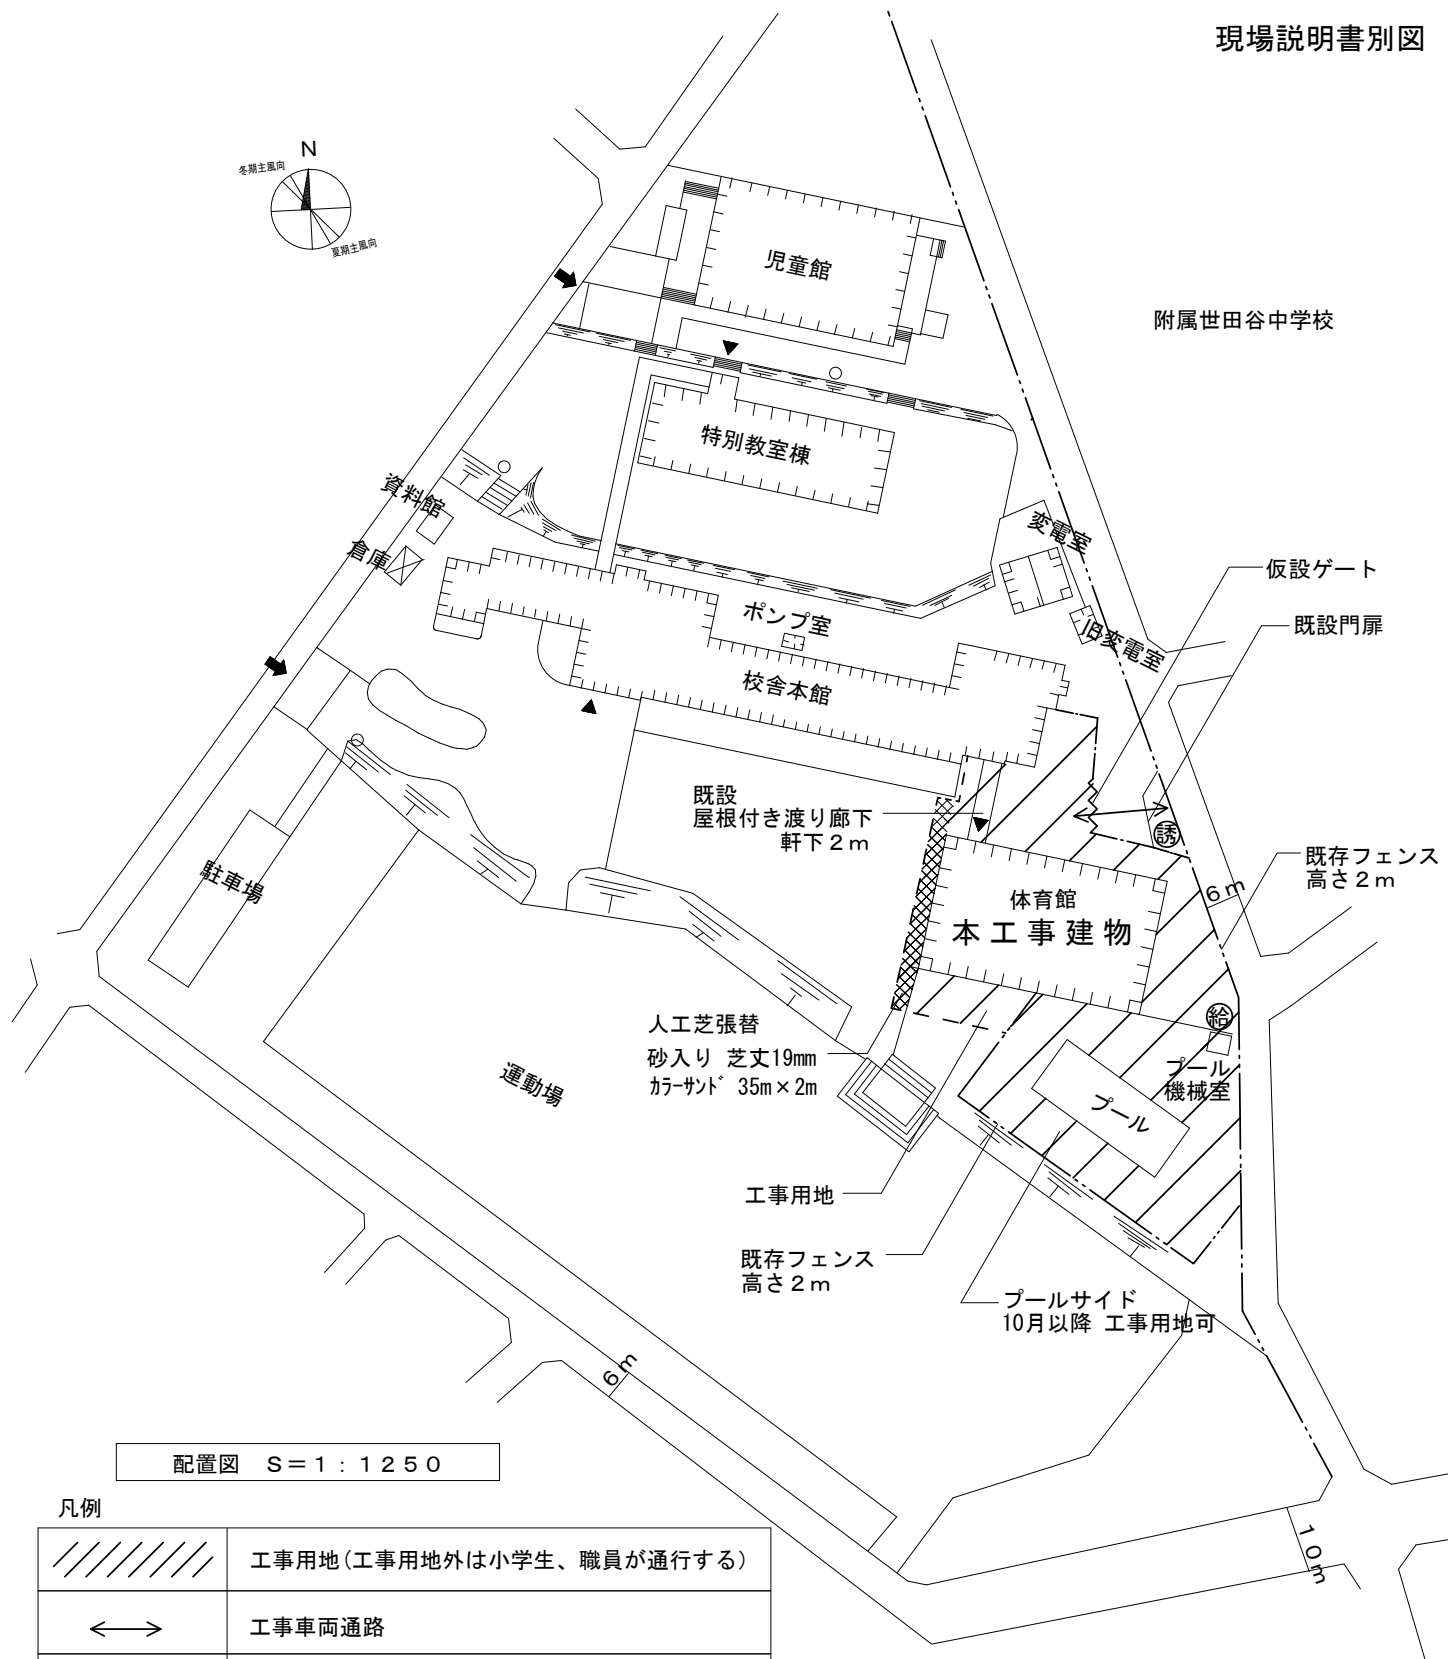 現場説明書別図
N
冬期主風向
夏期主風向
児童館
附属世田谷中学校
特別教室棟
資料館
倉庫
変電室
仮設ゲート
ポンプ室
旧変電室
既設門扉
校舎本館
既設
屋根付き渡り廊下
軒下2m
誘
既存フェンス
高さ2m
6m
駐車場
体育館
本工事建物
人工芝張替
砂入り 芝丈19mm
ｶﾗｰｻﾝﾄﾞ 35m×2m
給
プール
機械室
運動場
プール
工事用地
既存フェンス
高さ2m
プールサイド
10月以降 工事用地可
6m
10m
配置図 S=1:1250
凡例
工事用地(工事用地外は小学生、職員が通行する)
工事車両通路